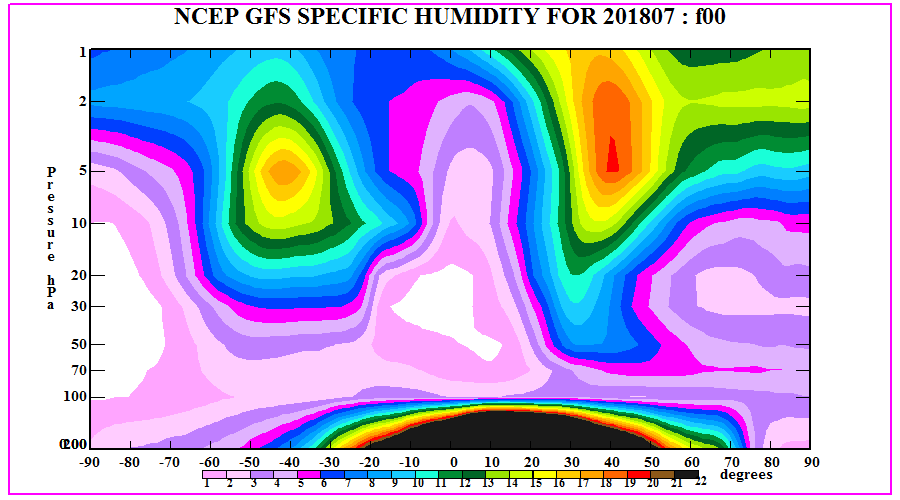 NCEP GFS SPECIFIC HUMIDITY FOR 201807 : f00
1
2
5
10
20
30
50
70
100
Pressure hPa
-90 -80 -70 -60 -50 -40 -30 -20 -10 0 10 20 30 40 50 60 70 80 90
degrees
1 2 3 4 5 6 7 8 9 10 11 12 13 14 15 16 17 18 19 20 21 22